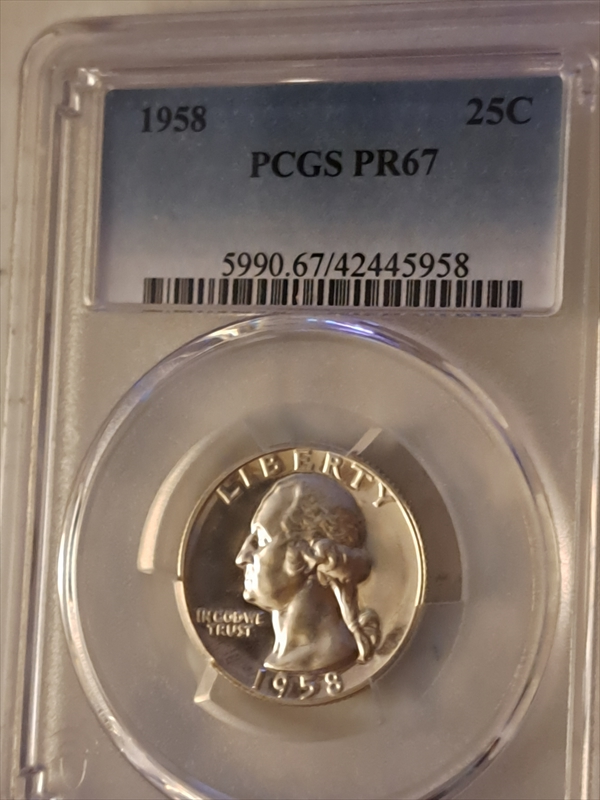 1958 25C
PCGS PR67
5990.67/42445958
LIBERTY
IN GOD WE
TRUST
1958